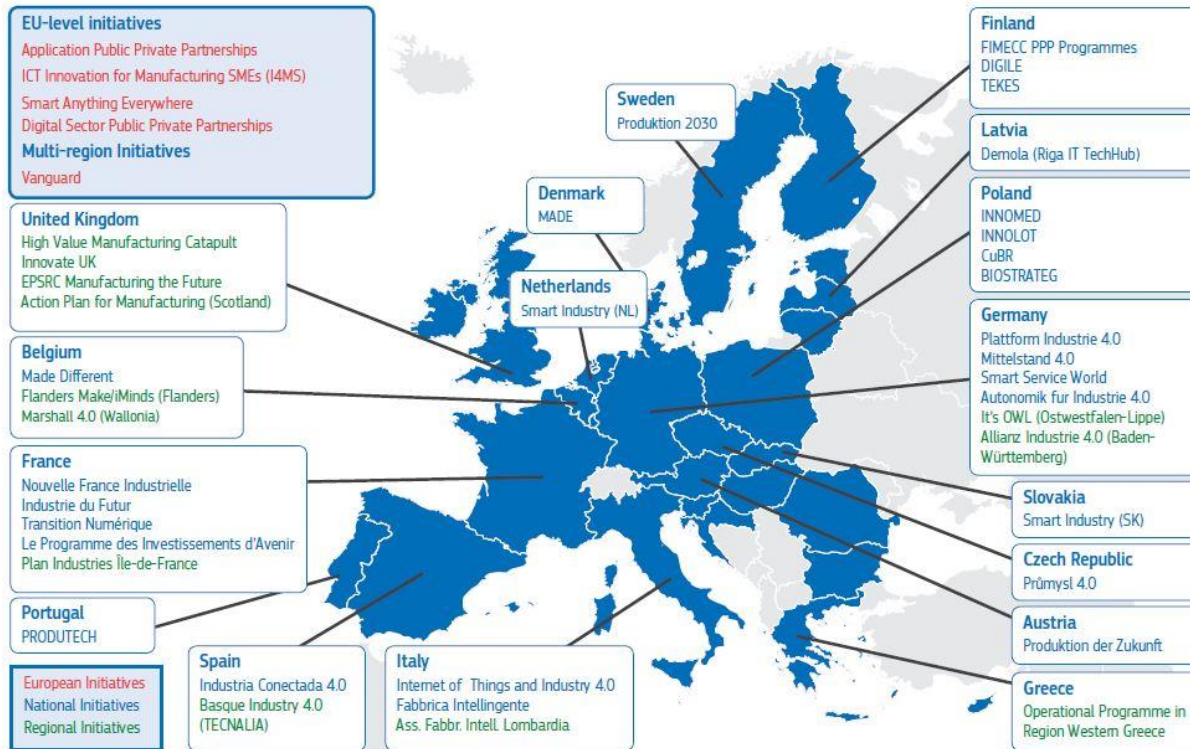 EU-level initiatives
Application Public Private Partnerships
ICT Innovation for Manufacturing SMEs (I4MS)
Smart Anything Everywhere
Digital Sector Public Private Partnerships
Multi-region Initiatives
Vanguard
United Kingdom
High Value Manufacturing Catapult
Innovate UK
EPSRC Manufacturing the Future
Action Plan for Manufacturing (Scotland)
Belgium
Made Different
Flanders Make/iMinds (Flanders)
Marshall 4.0 (Wallonia)
France
Nouvelle France Industrielle
Industrie du Futur
Transition Numérique
Le Programme des Investissements d'Avenir
Plan Industries Île-de-France
Portugal
PRODUTECH
European Initiatives
National Initiatives
Regional Initiatives
Spain
Industria Conectada 4.0
Basque Industry 4.0
(TECNALIA)
Italy
Internet of Things and Industry 4.0
Fabbrica Intellingente
Ass. Fabbr. Intell. Lombardia
Sweden
Produktion 2030
Denmark
MADE
Netherlands
Smart Industry (NL)
Finland
FIMECC PPP Programmes
DIGILE
TEKES
Latvia
Demola (Riga IT TechHub)
Poland
INNOMED
INNOLOT
CuBR
BIOSTRATEG
Germany
Plattform Industrie 4.0
Mittelstand 4.0
Smart Service World
Autonomik fur Industrie 4.0
It's OWL (Ostwestfalen-Lippe)
Allianz Industrie 4.0 (Baden-
Württemberg)
Slovakia
Smart Industry (SK)
Czech Republic
Průmysl 4.0
Austria
Produktion der Zukunft
Greece
Operational Programme in
Region Western Greece